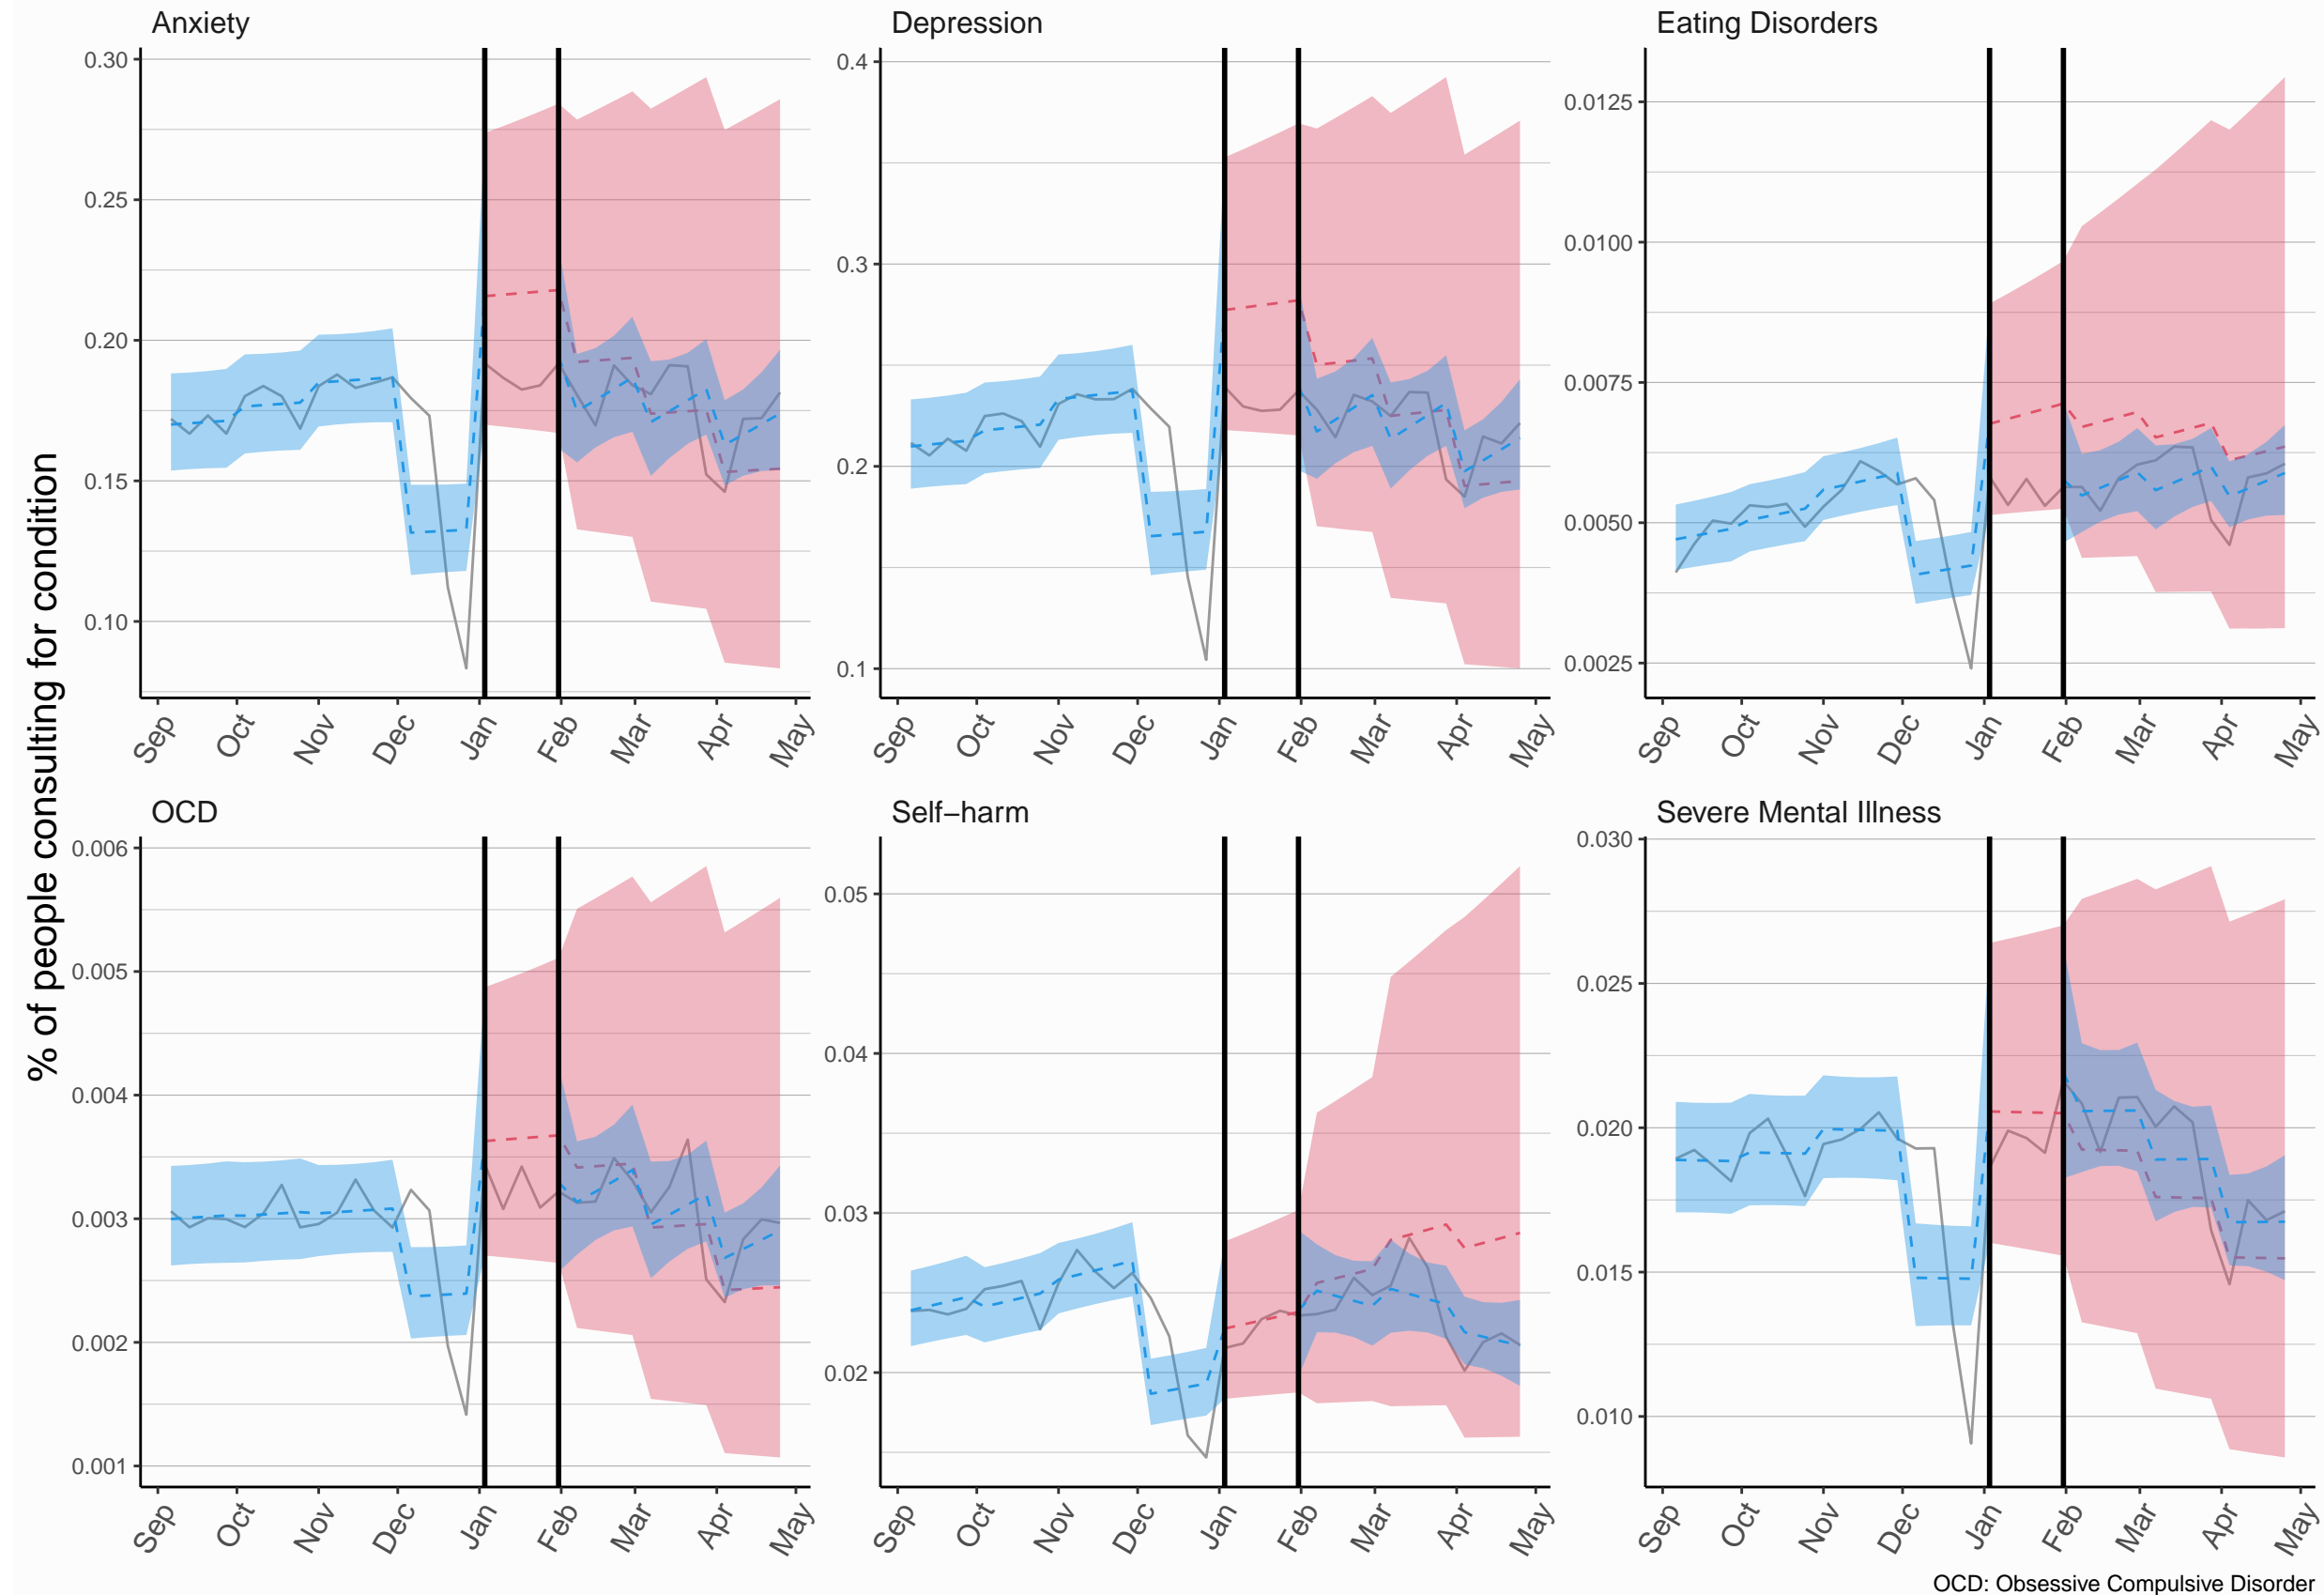 Anxiety
Depression
Eating Disorders
0.30
0.25
0.20
0.15
0.10
0.4
0.3
0.2
0.1
0.0125
0.0100
0.0075
0.0050
0.0025
Sep Oct Nov Dec Jan Feb Mar Apr May
Sep Oct Nov Dec Jan Feb Mar Apr May
Sep Oct Nov Dec Jan Feb Mar Apr May
% of people consulting for condition
OCD
Self−harm
Severe Mental Illness
0.006
0.005
0.004
0.003
0.002
0.001
0.05
0.04
0.03
0.02
0.030
0.025
0.020
0.015
0.010
Sep Oct Nov Dec Jan Feb Mar Apr May
Sep Oct Nov Dec Jan Feb Mar Apr May
Sep Oct Nov Dec Jan Feb Mar Apr May
OCD: Obsessive Compulsive Disorder